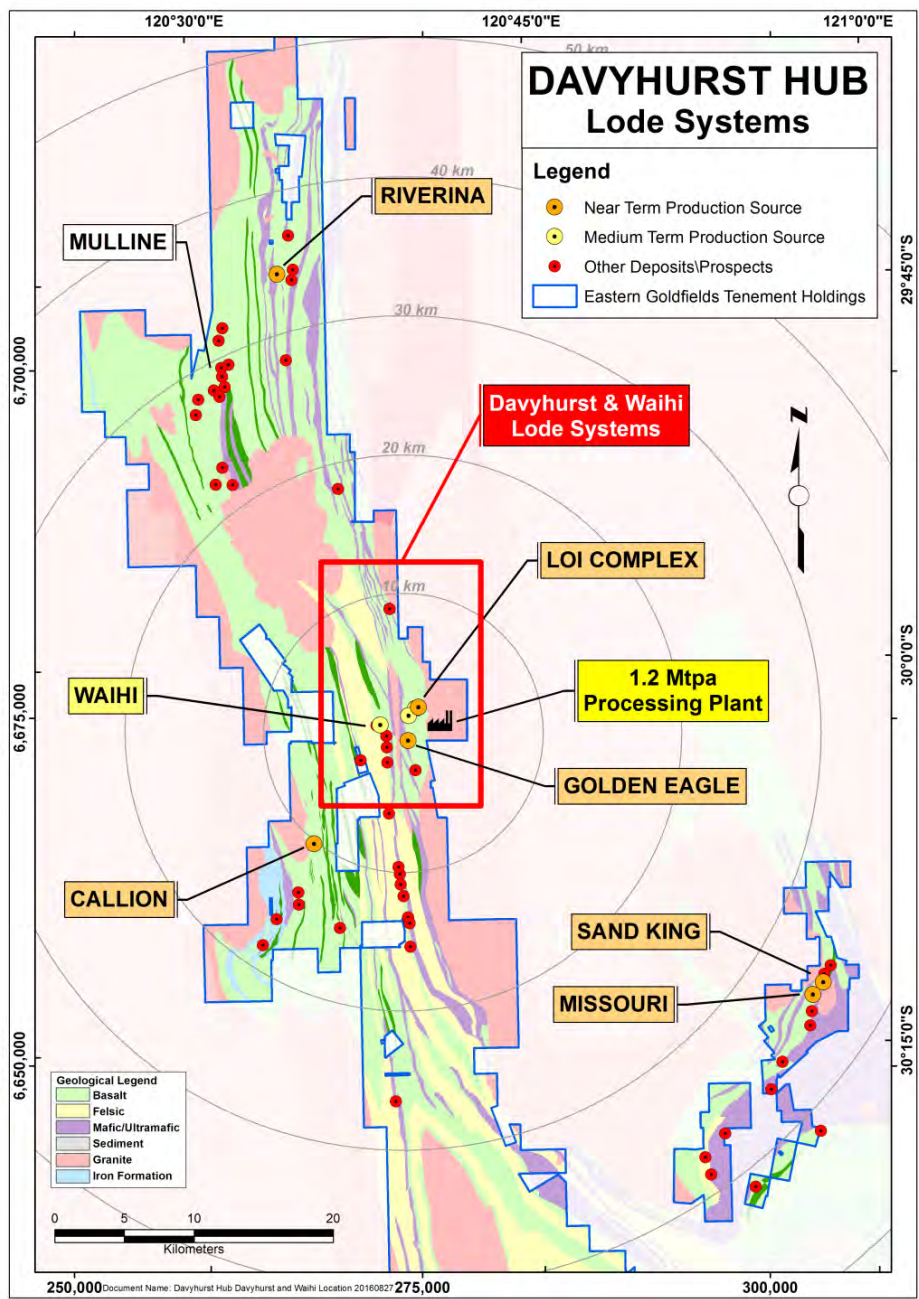 120°30'0"E
120°45'0"E
121°0'0"E
50 km
DAVYHURST HUB
Lode Systems
Legend
Near Term Production Source
Medium Term Production Source
Other Deposits\Prospects
Eastern Goldfields Tenement Holdings
40 km
RIVERINA
MULLINE
29°45'0"S
30 km
6,700,000
Davyhurst & Waihi
Lode Systems
20 km
N
LOI COMPLEX
10 km
30°0'0"S
1.2 Mtpa
Processing Plant
WAIHI
6,675,000
GOLDEN EAGLE
CALLION
SAND KING
MISSOURI
30°15'0"S
6,650,000
Geological Legend
Basalt
Felsic
Mafic/Ultramafic
Sediment
Granite
Iron Formation
0 5 10 20
Kilometers
250,000
Document Name: Davyhurst Hub Davyhurst and Waihi Location 20160827
275,000
300,000